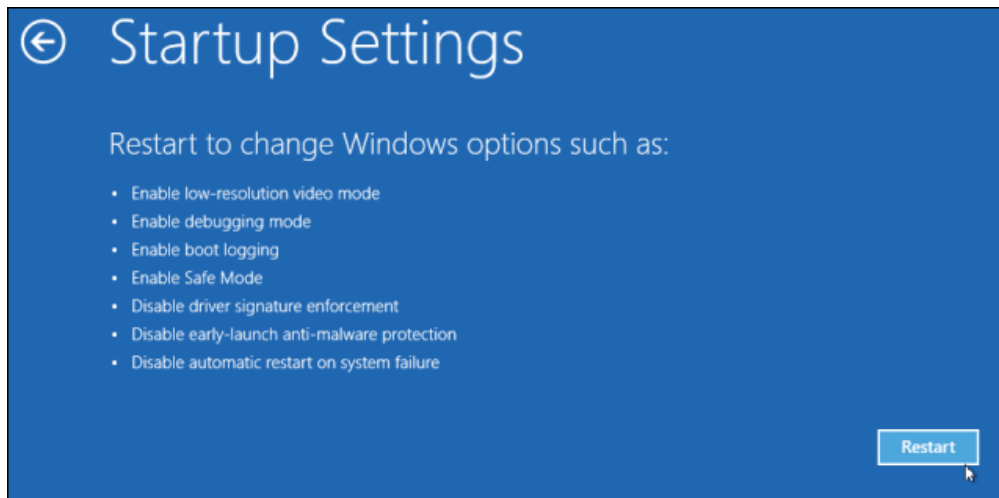 Startup Settings
Restart to change Windows options such as:
• Enable low-resolution video mode
• Enable debugging mode
• Enable boot logging
• Enable Safe Mode
• Disable driver signature enforcement
• Disable early-launch anti-malware protection
• Disable automatic restart on system failure
Restart